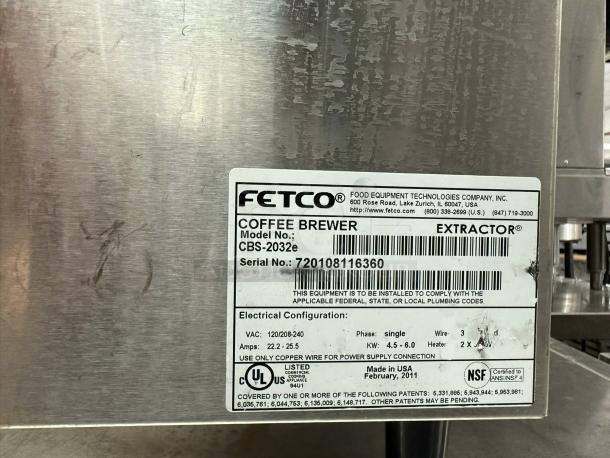 FETCO® FOOD EQUIPMENT TECHNOLOGIES COMPANY, INC.
600 Rose Road, Lake Zurich, IL 60047, USA
http://www.fetco.com (800) 338-2699 (U.S.) (847) 719-3000
COFFEE BREWER EXTRACTOR®
Model No.:
CBS-2032e
Serial No.: 720108116360
THIS EQUIPMENT IS TO BE INSTALLED TO COMPLY WITH THE
APPLICABLE FEDERAL, STATE, OR LOCAL PLUMBING CODES.
Electrical Configuration:
VAC: 120/208-240 Phase: single Wire 3
Amps: 22.2 - 25.5 KW: 4.5 - 6.0 Heater 2 X
USE ONLY COPPER WIRE FOR POWER SUPPLY CONNECTION
C UL US LISTED
COMMERCIAL
COOKING
APPLIANCE
94U1
Made in USA
February, 2011
NSF Certified to
ANSI/NSF 4
COVERED BY ONE OR MORE OF THE FOLLOWING PATENTS: 5,331,885; 5,943,944; 5,953,981;
6,035,761; 6,044,753; 6,135,009; 6,148,717. OTHER PATENTS MAY BE PENDING.